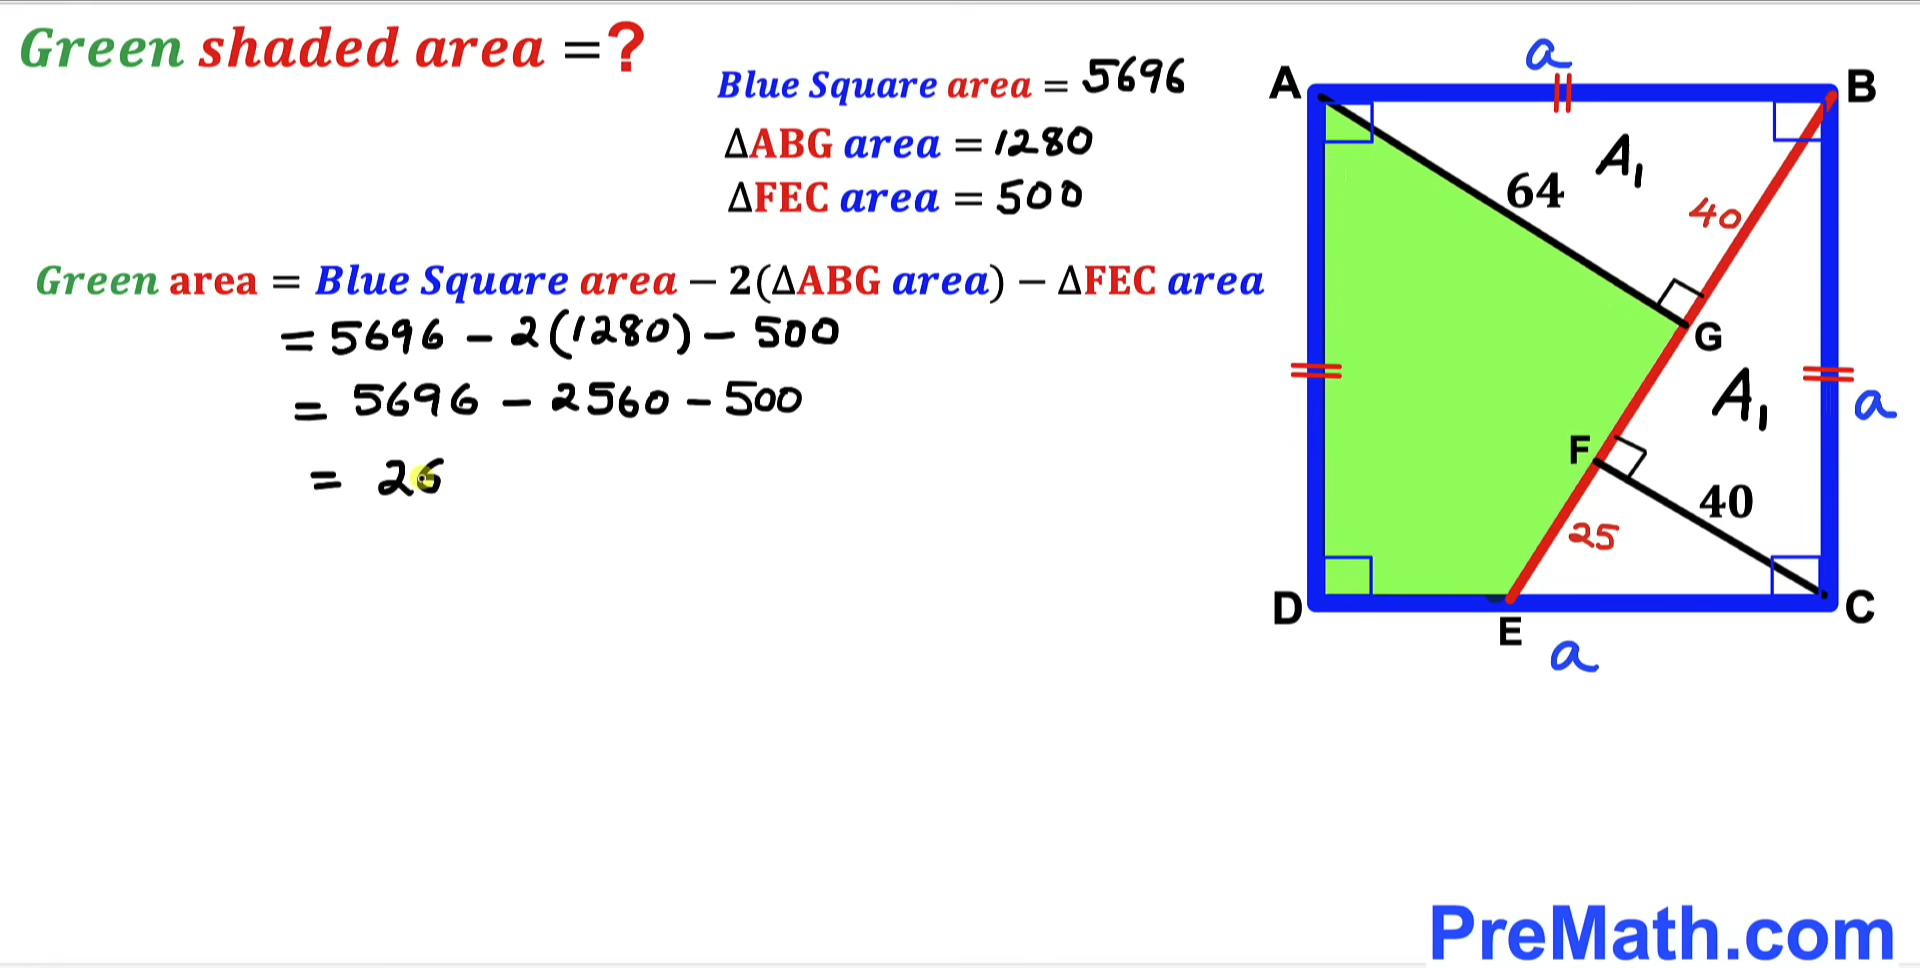 Green shaded area =?
Blue Square area = 5696
ΔABG area = 1280
ΔFEC area = 500
Green area = Blue Square area − 2(ΔABG area) − ΔFEC area
= 5696 − 2(1280) − 500
= 5696 − 2560 − 500
= 26
a
A
B
A₁
64
40
G
A₁
a
F
40
25
D
C
E
a
PreMath.com